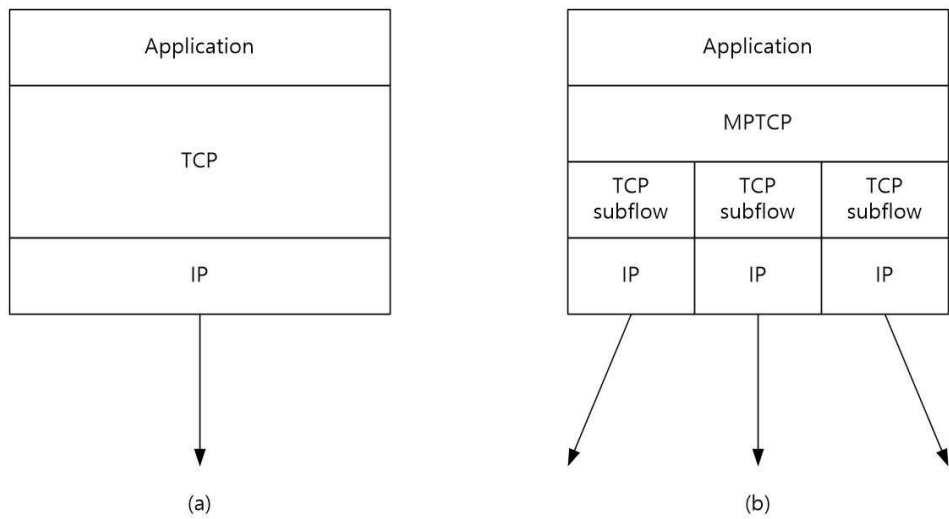 Application
TCP
IP
(a)
Application
MPTCP
TCP
subflow
TCP
subflow
TCP
subflow
IP
IP
IP
(b)